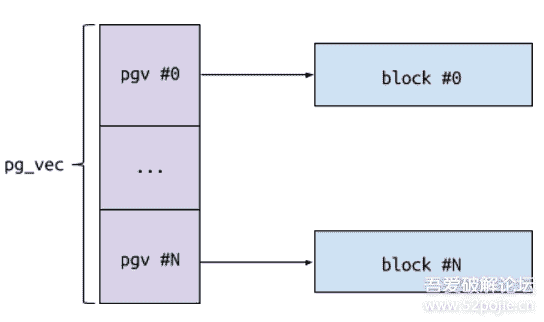 pgv #0
block #0
pg_vec
...
pgv #N
block #N
吾爱破解论坛
www.52pojie.cn